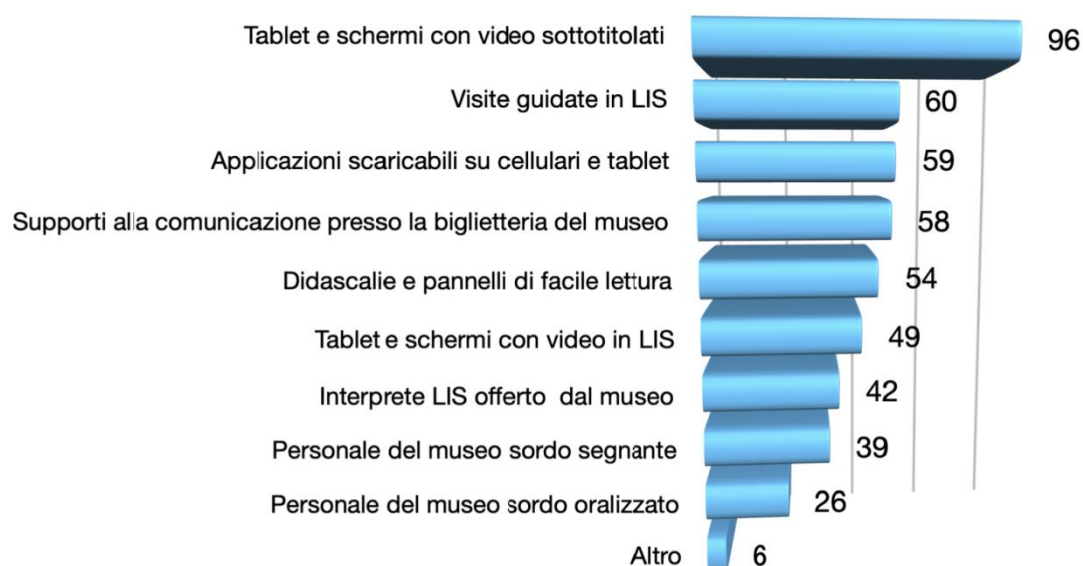 Tablet e schermi con video sottotitolati 96
Visite guidate in LIS 60
Applicazioni scaricabili su cellulari e tablet 59
Supporti alla comunicazione presso la biglietteria del museo 58
Didascalie e pannelli di facile lettura 54
Tablet e schermi con video in LIS 49
Interprete LIS offerto dal museo 42
Personale del museo sordo segnante 39
Personale del museo sordo oralizzato 26
Altro 6